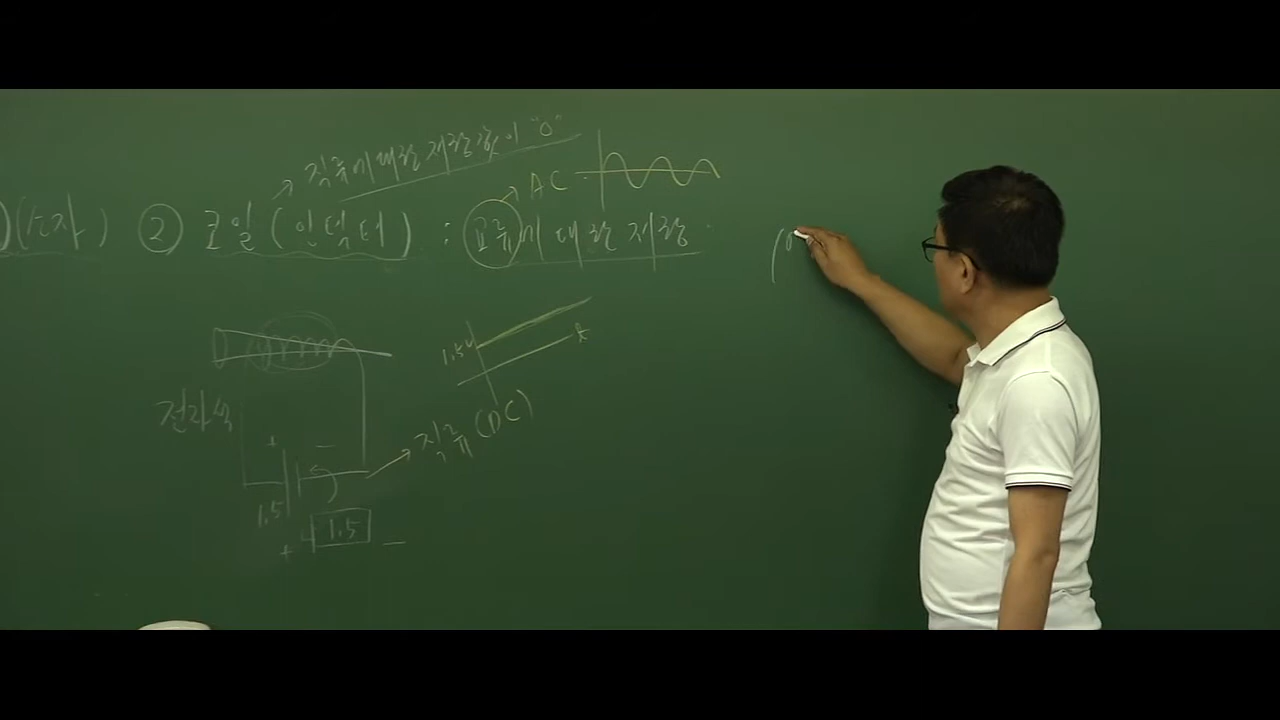 → 직류에 대한 저항값이 "0"
→ AC
(소자) ② 코일 (인덕터) : 교류에 대한 저항
1.5V
t
전자석
+ −
→ 직류 (DC)
1.5
+ 1.5 −